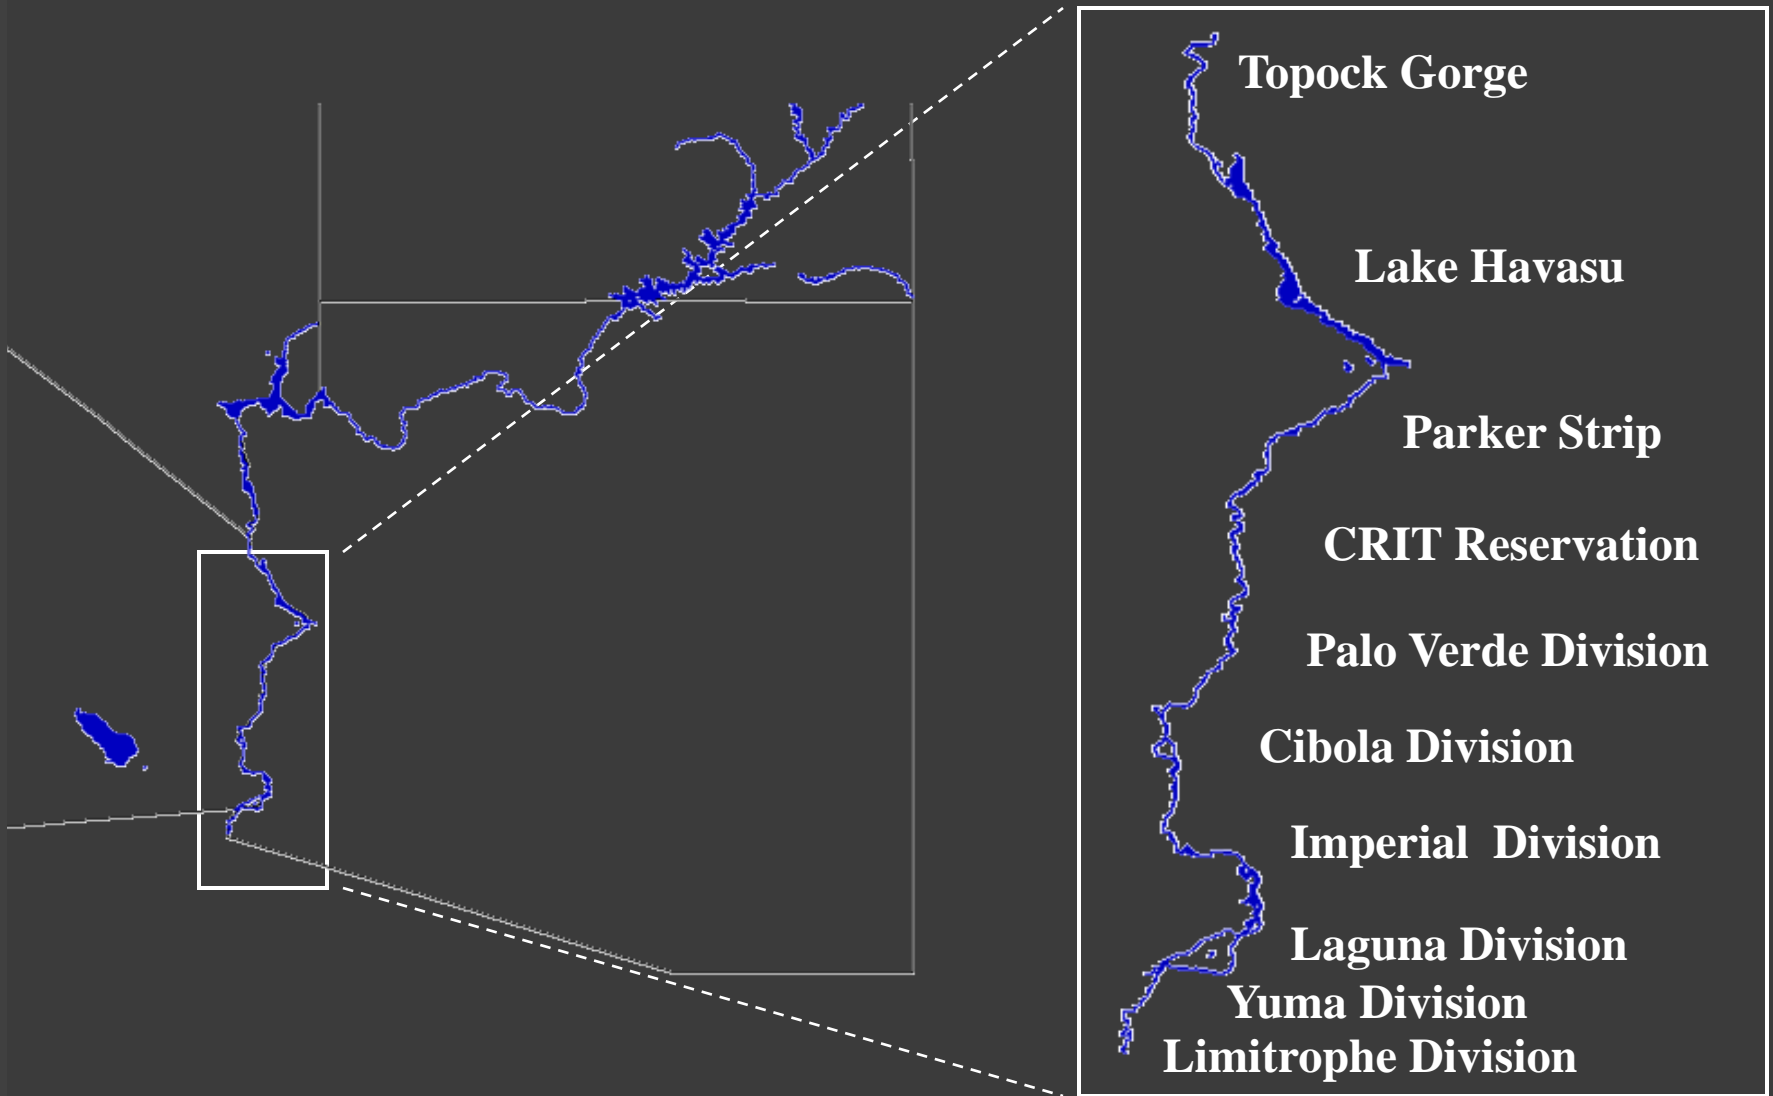 Topock Gorge
Lake Havasu
Parker Strip
CRIT Reservation
Palo Verde Division
Cibola Division
Imperial  Division
Laguna Division
Yuma Division
Limitrophe Division